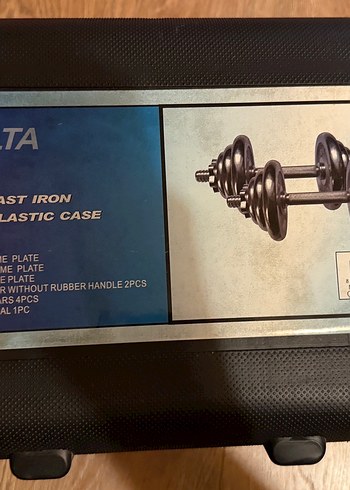 LTA
AST IRON
LASTIC CASE
ME PLATE
ME PLATE
E PLATE
R WITHOUT RUBBER HANDLE 2PCS
ARS 4PCS
AL 1PC